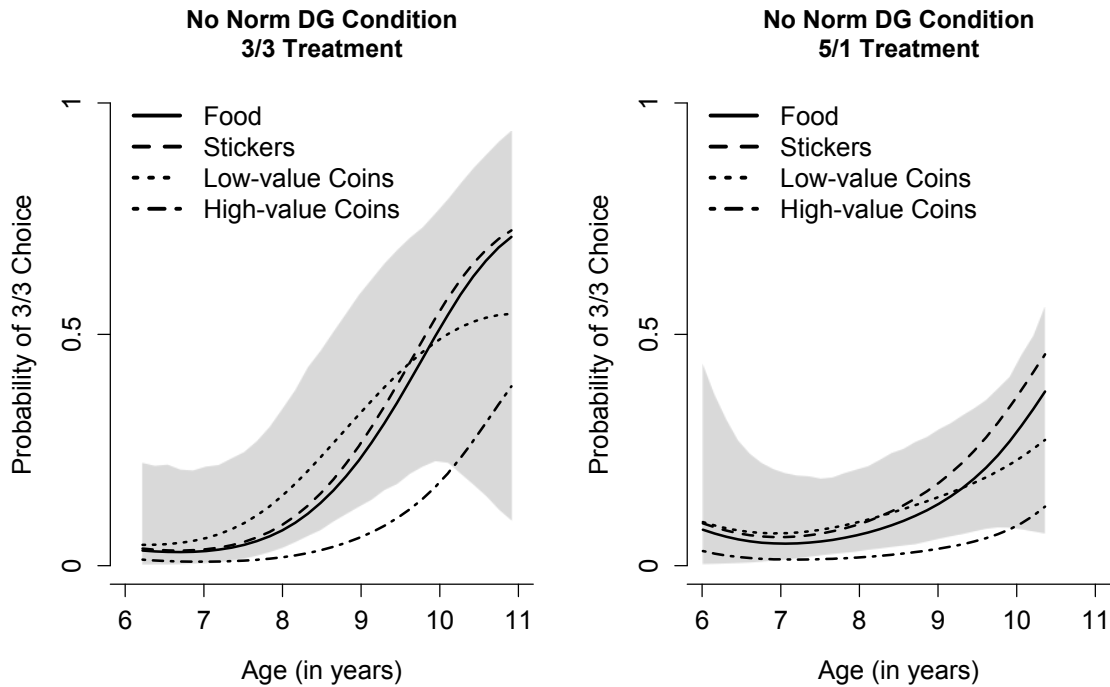 No Norm DG Condition
3/3 Treatment
Probability of 3/3 Choice
1
0.5
0
Food
Stickers
Low-value Coins
High-value Coins
6 7 8 9 10 11
Age (in years)
No Norm DG Condition
5/1 Treatment
Probability of 3/3 Choice
1
0.5
0
Food
Stickers
Low-value Coins
High-value Coins
6 7 8 9 10 11
Age (in years)